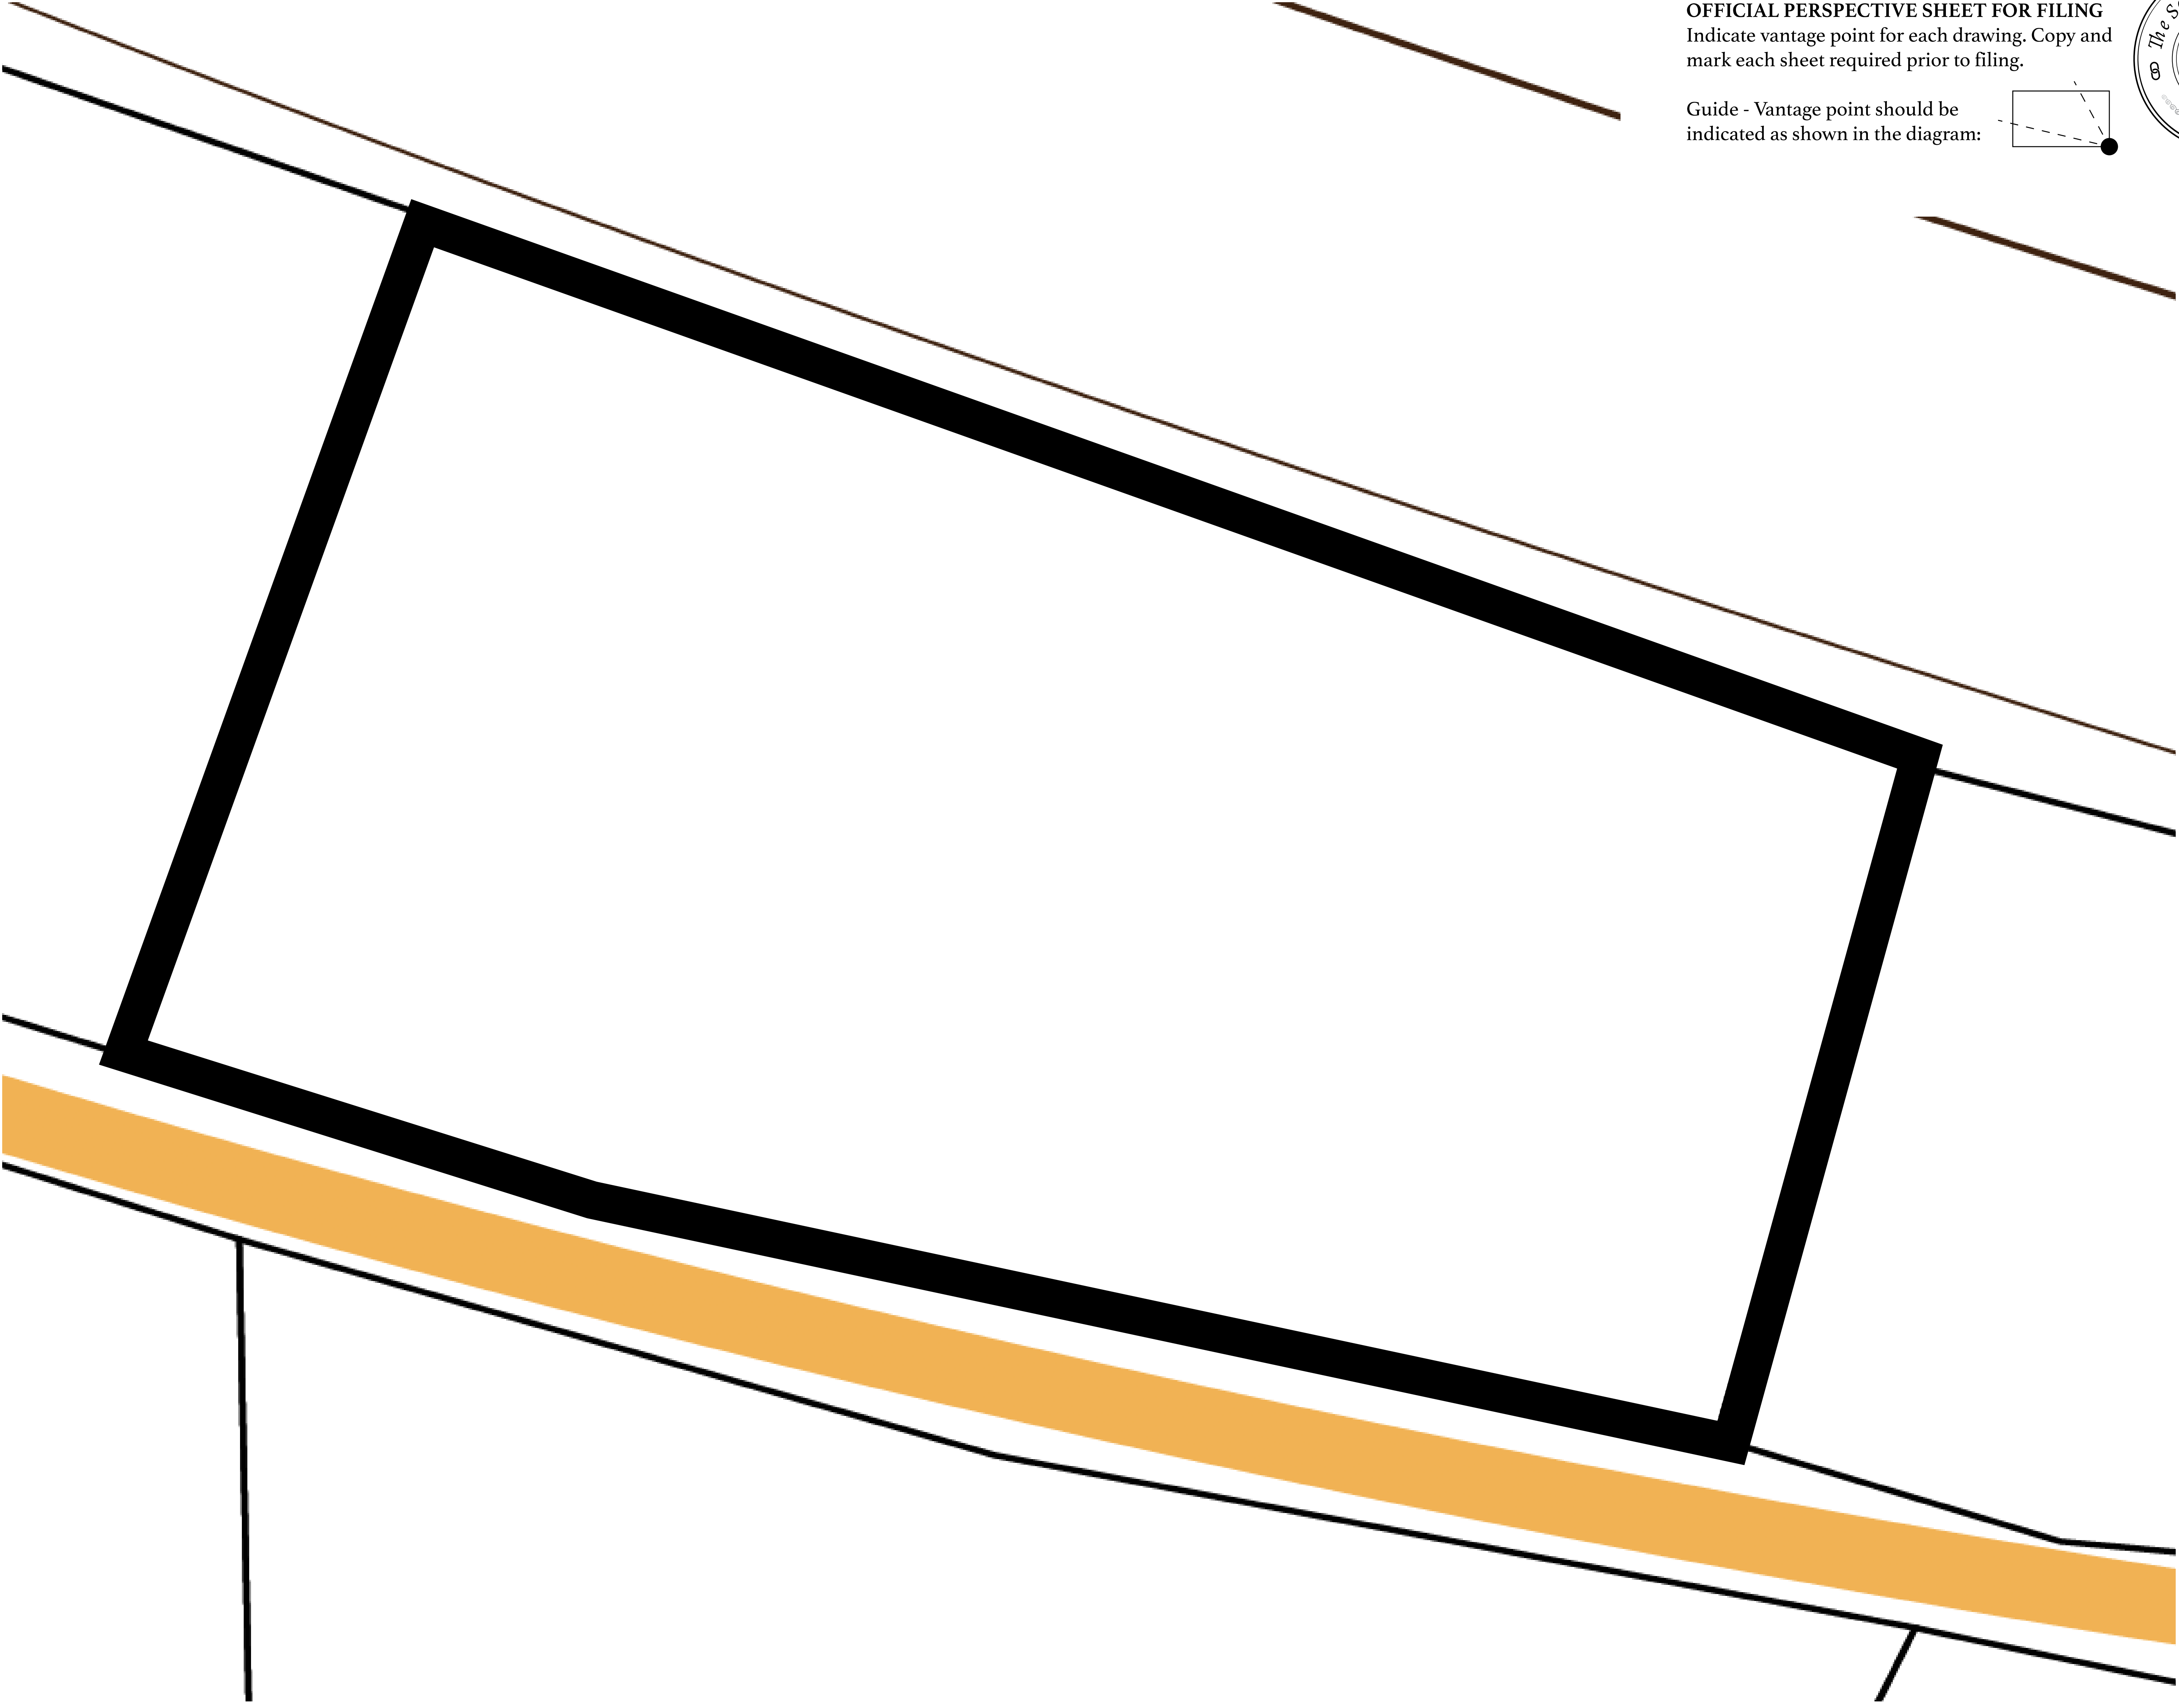 OFFICIAL PERSPECTIVE SHEET FOR FILING
Indicate vantage point for each drawing. Copy and
mark each sheet required prior to filing.
Guide - Vantage point should be
indicated as shown in the diagram:
The S